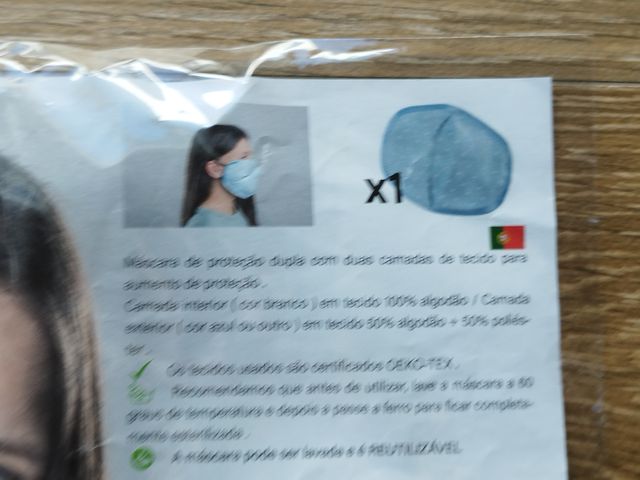 x1
Máscara de proteção dupla com duas camadas de tecido para
aumento de proteção .
Camada interior ( cor branco ) em tecido 100% algodão / Camada
exterior ( cor azul ou outro ) em tecido 50% algodão + 50% poliés-
ter .
Os tecidos usados são certificados OEKO-TEX .
Recomendamos que antes de utilizar, lave a máscara a 60
graus de temperatura e depois a passe a ferro para ficar completa-
mente esterilizada .
A máscara pode ser lavada e é REUTILIZÁVEL